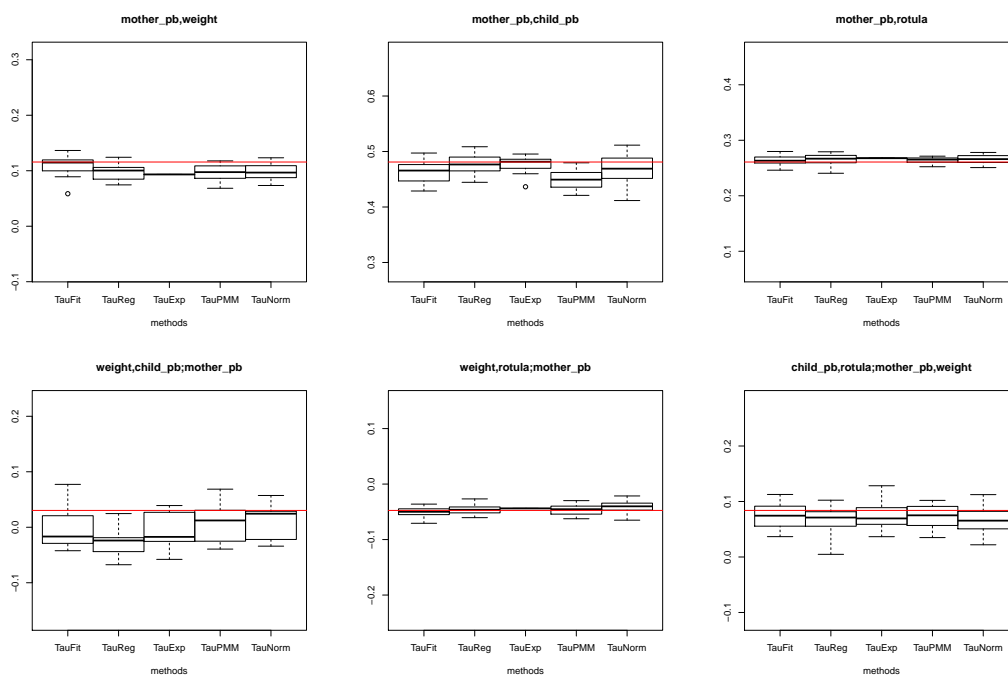 mother_pb,weight
0.3
0.2
0.1
0.0
−0.1
TauFit TauReg TauExp TauPMM TauNorm
methods
mother_pb,child_pb
0.6
0.5
0.4
0.3
TauFit TauReg TauExp TauPMM TauNorm
methods
mother_pb,rotula
0.4
0.3
0.2
0.1
TauFit TauReg TauExp TauPMM TauNorm
methods
weight,child_pb;mother_pb
0.2
0.1
0.0
−0.1
TauFit TauReg TauExp TauPMM TauNorm
methods
weight,rotula;mother_pb
0.1
0.0
−0.1
−0.2
TauFit TauReg TauExp TauPMM TauNorm
methods
child_pb,rotula;mother_pb,weight
0.2
0.1
0.0
−0.1
TauFit TauReg TauExp TauPMM TauNorm
methods